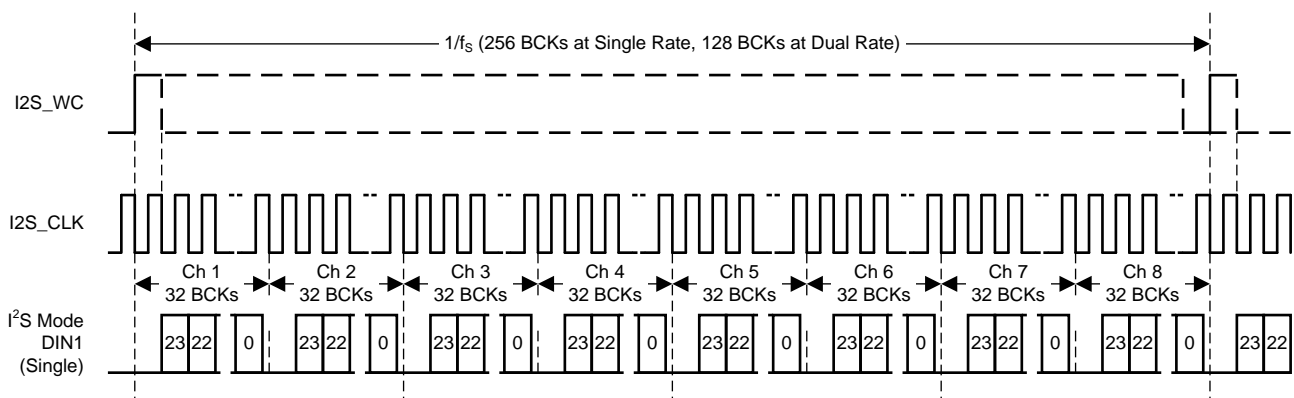 1/fS (256 BCKs at Single Rate, 128 BCKs at Dual Rate)
I2S_WC
I2S_CLK
Ch 1 Ch 2 Ch 3 Ch 4 Ch 5 Ch 6 Ch 7 Ch 8
32 BCKs 32 BCKs 32 BCKs 32 BCKs 32 BCKs 32 BCKs 32 BCKs 32 BCKs
I2S Mode
DIN1
(Single)
23 22 0 23 22 0 23 22 0 23 22 0 23 22 0 23 22 0 23 22 0 23 22 0 23 22